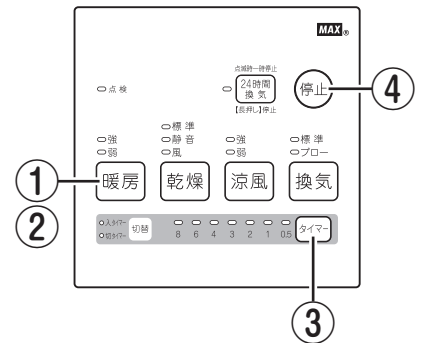 MAX®
点滅時一時停止
点検
24時間
換気
停止
④
【長押し】停止
標準
強 静音 強 標準
弱 風 弱 ブロー
① 暖房 乾燥 涼風 換気
②
入タイマー
切タイマー
切替
8 6 4 3 2 1 0.5
タイマー
③